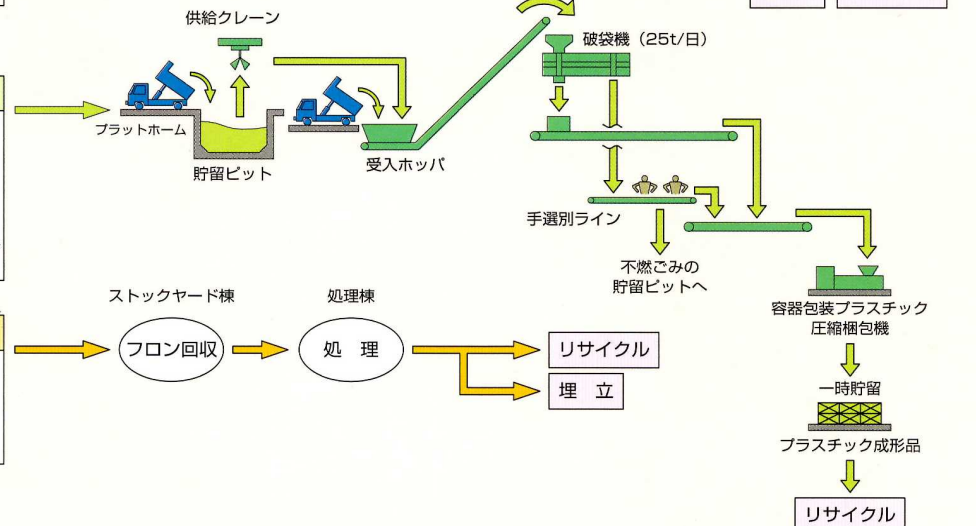 供給クレーン
破袋機（25t/日）
プラットホーム
貯留ピット
受入ホッパ
手選別ライン
不燃ごみの
貯留ピットへ
容器包装プラスチック
圧縮梱包機
一時貯留
プラスチック成形品
リサイクル
ストックヤード棟
処理棟
フロン回収
処　理
リサイクル
埋　立